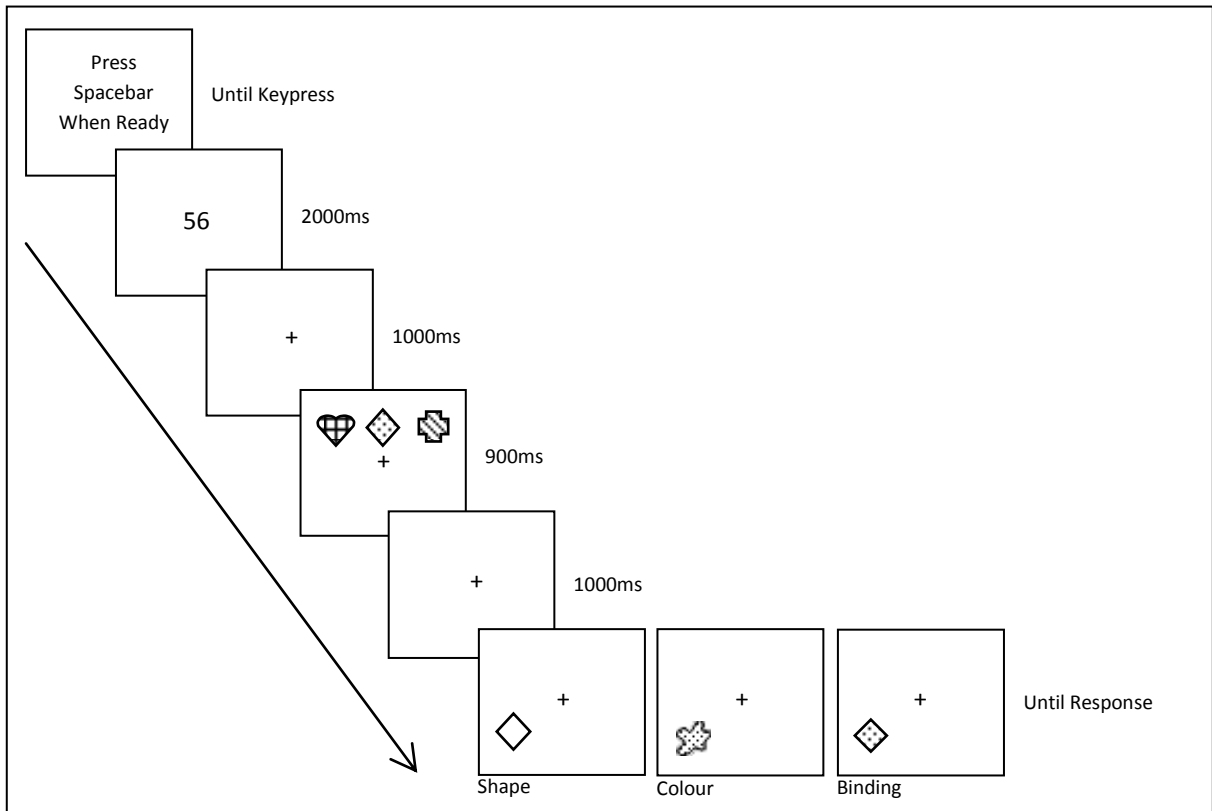 Press
Spacebar
When Ready
Until Keypress
56
2000ms
+
1000ms
+
900ms
+
1000ms
+
+
+
Until Response
Shape
Colour
Binding